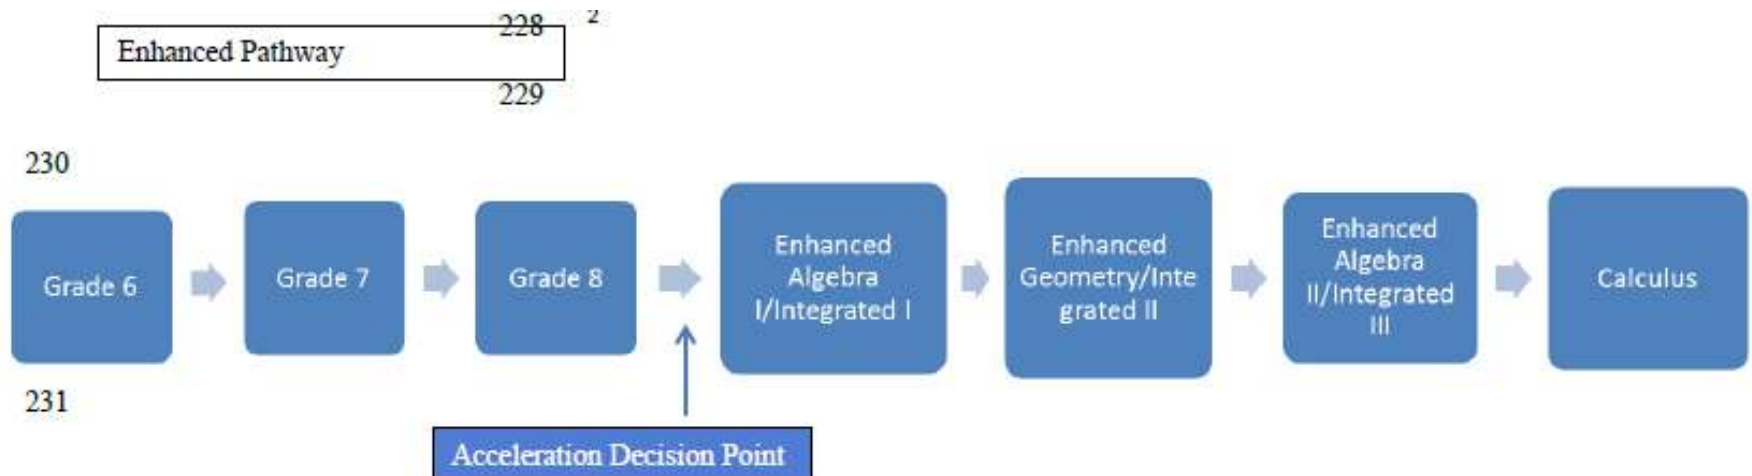 228
2
Enhanced Pathway
229
230
Grade 6
Grade 7
Grade 8
Enhanced
Algebra
I/Integrated I
Enhanced
Geometry/Inte
grated II
Enhanced
Algebra
II/Integrated
III
Calculus
231
Acceleration Decision Point